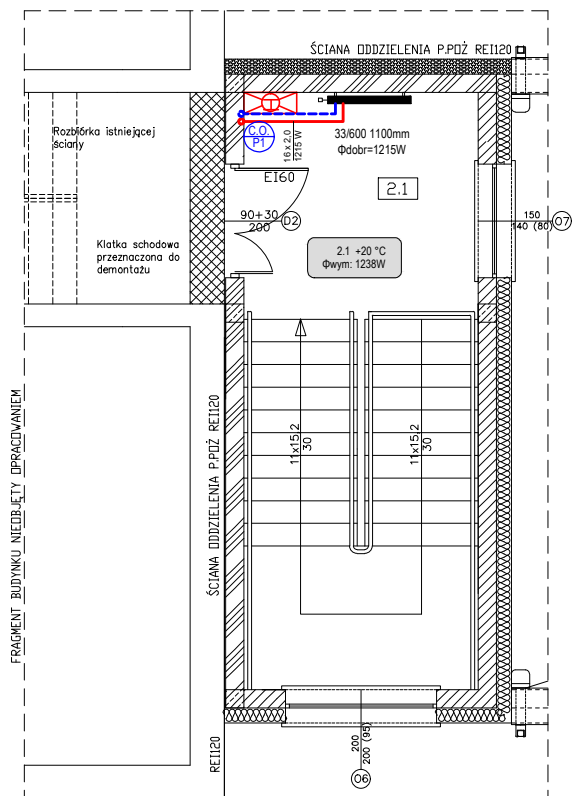 ŚCIANA ODDZIELENIA P.POŻ REI120
Rozbiórka istniejącej
ściany
C.O.
P1
16 x 2,0
1215 W
33/600 1100mm
Φdobr=1215W
EI60
2.1
90+30
200
D2
150
140 (80)
O7
Klatka schodowa
przeznaczona do
demontażu
2.1 +20 °C
Φwym: 1238W
11x15,2
30
11x15,2
30
ŚCIANA ODDZIELENIA P.POŻ REI120
FRAGMENT BUDYNKU NIEOBJĘTY OPRACOWANIEM
REI120
200
200 (95)
O6